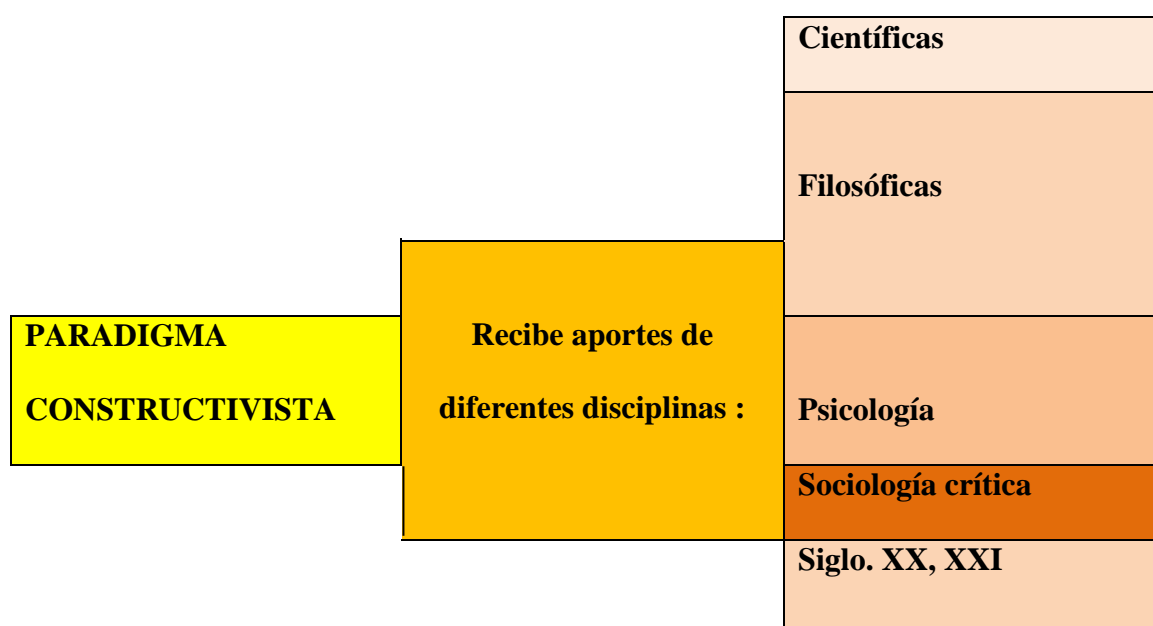 Científicas
Filosóficas
PARADIGMA
CONSTRUCTIVISTA
Recibe aportes de
diferentes disciplinas :
Psicología
Sociología crítica
Siglo. XX, XXI